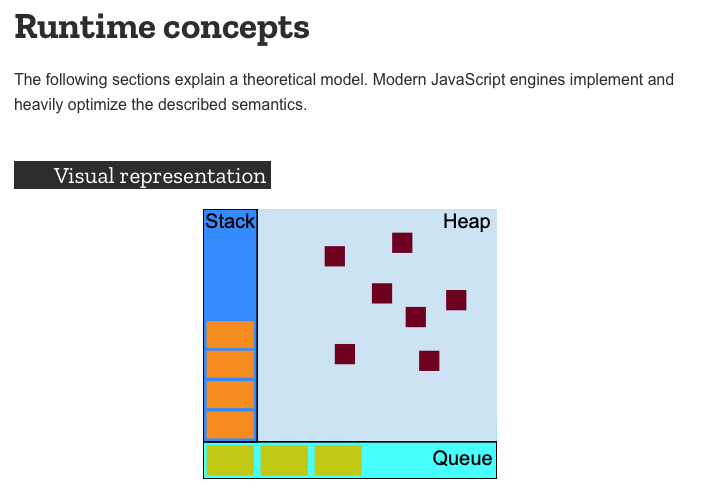 Runtime concepts
The following sections explain a theoretical model. Modern JavaScript engines implement and
heavily optimize the described semantics.
Visual representation
Stack
Heap
Queue